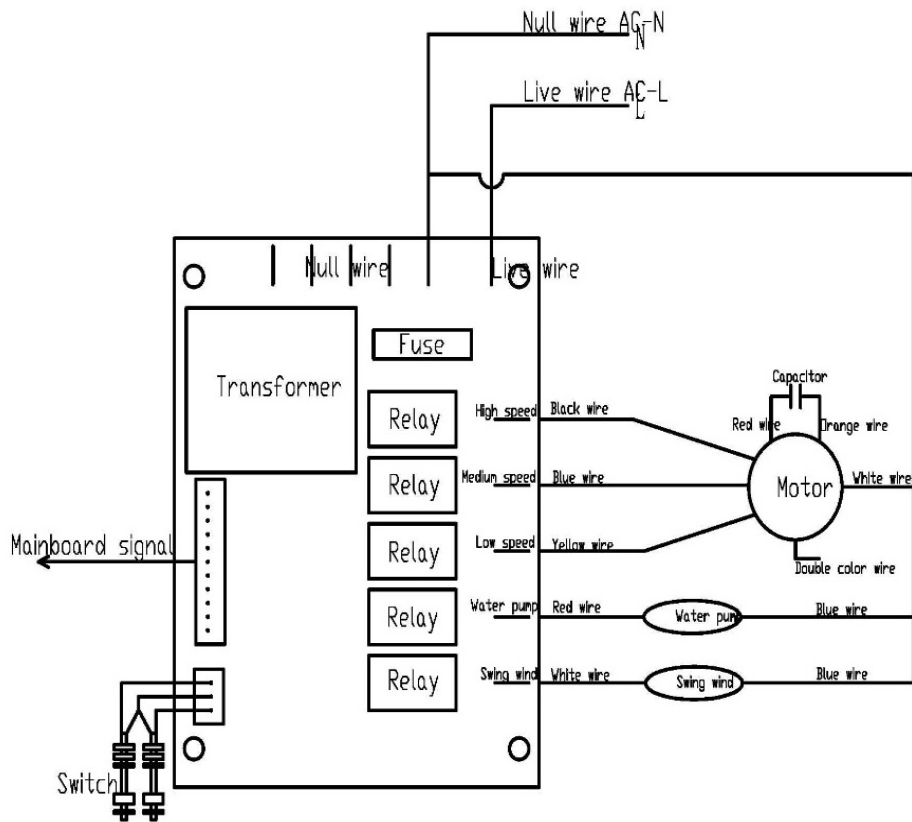 Null wire AC-N
N
Live wire AC-L
L
Null wire
Live wire
Transformer
Fuse
Relay
High speed
Black wire
Capacitor
Red wire
Orange wire
Relay
Medium speed
Blue wire
Motor
White wire
Mainboard signal
Relay
Low speed
Yellow wire
Double color wire
Relay
Water pump
Red wire
Water pump
Blue wire
Relay
Swing wind
White wire
Swing wind
Blue wire
Switch